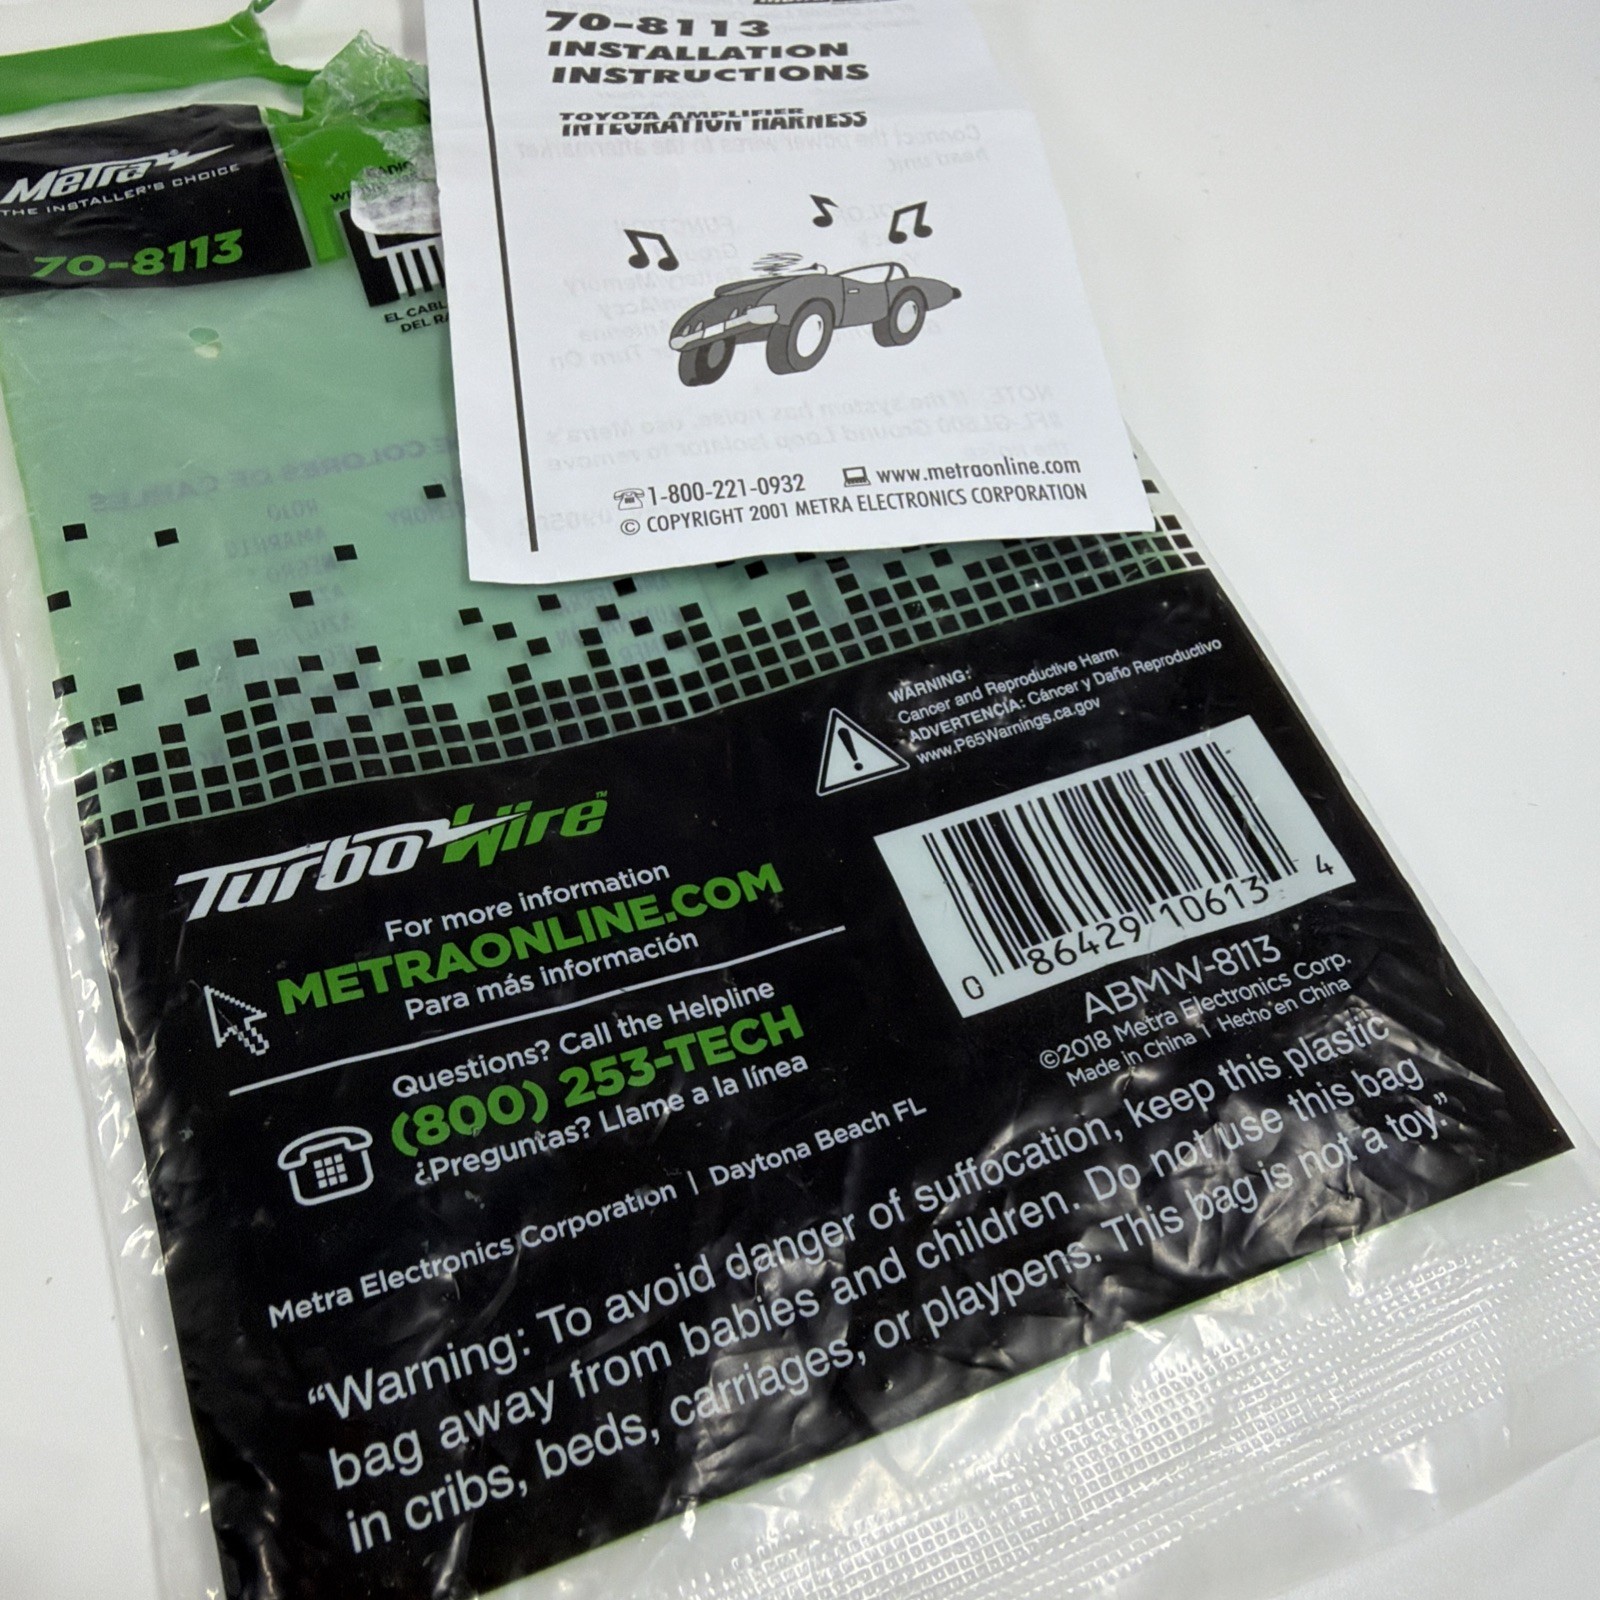 70-8113
INSTALLATION
INSTRUCTIONS
TOYOTA AMPLIFIER
INTEGRATION HARNESS
1-800-221-0932 www.metraonline.com
© COPYRIGHT 2001 METRA ELECTRONICS CORPORATION
Metra®
THE INSTALLER'S CHOICE
70-8113
EL CABL
DEL RA
WARNING:
Cancer and Reproductive Harm
ADVERTENCIA: Cáncer y Daño Reproductivo
www.P65Warnings.ca.gov
TurboWire™
For more information
METRAONLINE.COM
Para más información
Questions? Call the Helpline
(800) 253-TECH
¿Preguntas? Llame a la línea
Metra Electronics Corporation | Daytona Beach FL
0 86429 10613 4
ABMW-8113
©2018 Metra Electronics Corp.
Made in China | Hecho en China
“Warning: To avoid danger of suffocation, keep this plastic
bag away from babies and children. Do not use this bag
in cribs, beds, carriages, or playpens. This bag is not a toy.”